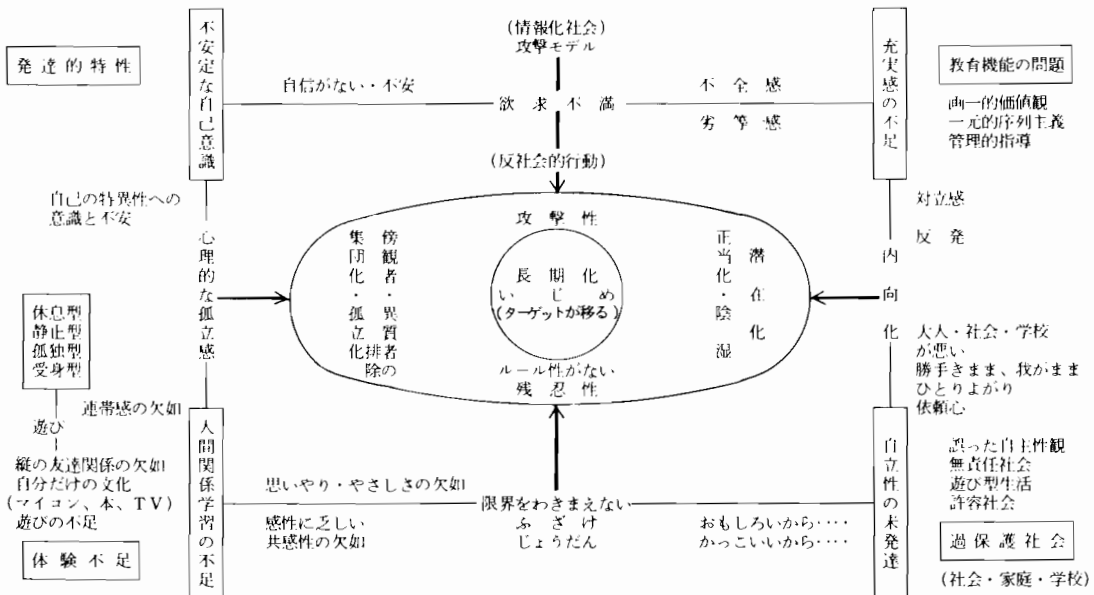 発達的特性
不安定な自己意識
(情報化社会)
攻撃モデル
充実感の不足
教育機能の問題
自信がない・不安
欲求不満
不全感
劣等感
画一的価値観
一元的序列主義
管理的指導
(反社会的行動)
自己の特異性への
意識と不安
心理的な孤立感
対立感
反発
内向化
攻撃性
傍観者・異質者の
集団化・孤立化排除
長期化
いじめ
(ターゲットが移る)
潜在化
正当化・陰湿
ルール性がない
残忍性
休息型
静止型
孤独型
受身型
遊び
連帯感の欠如
縦の友達関係の欠如
自分だけの文化
(マイコン、本、TV)
遊びの不足
体験不足
人間関係学習の不足
大人・社会・学校
が悪い
勝手きまま、我がまま
ひとりよがり
依頼心
自立性の未発達
誤った自主性観
無責任社会
遊び型生活
許容社会
過保護社会
(社会・家庭・学校)
思いやり・やさしさの欠如
限界をわきまえない
感性に乏しい
共感性の欠如
ふざけ
じょうだん
おもしろいから‥‥
かっこいいから‥‥